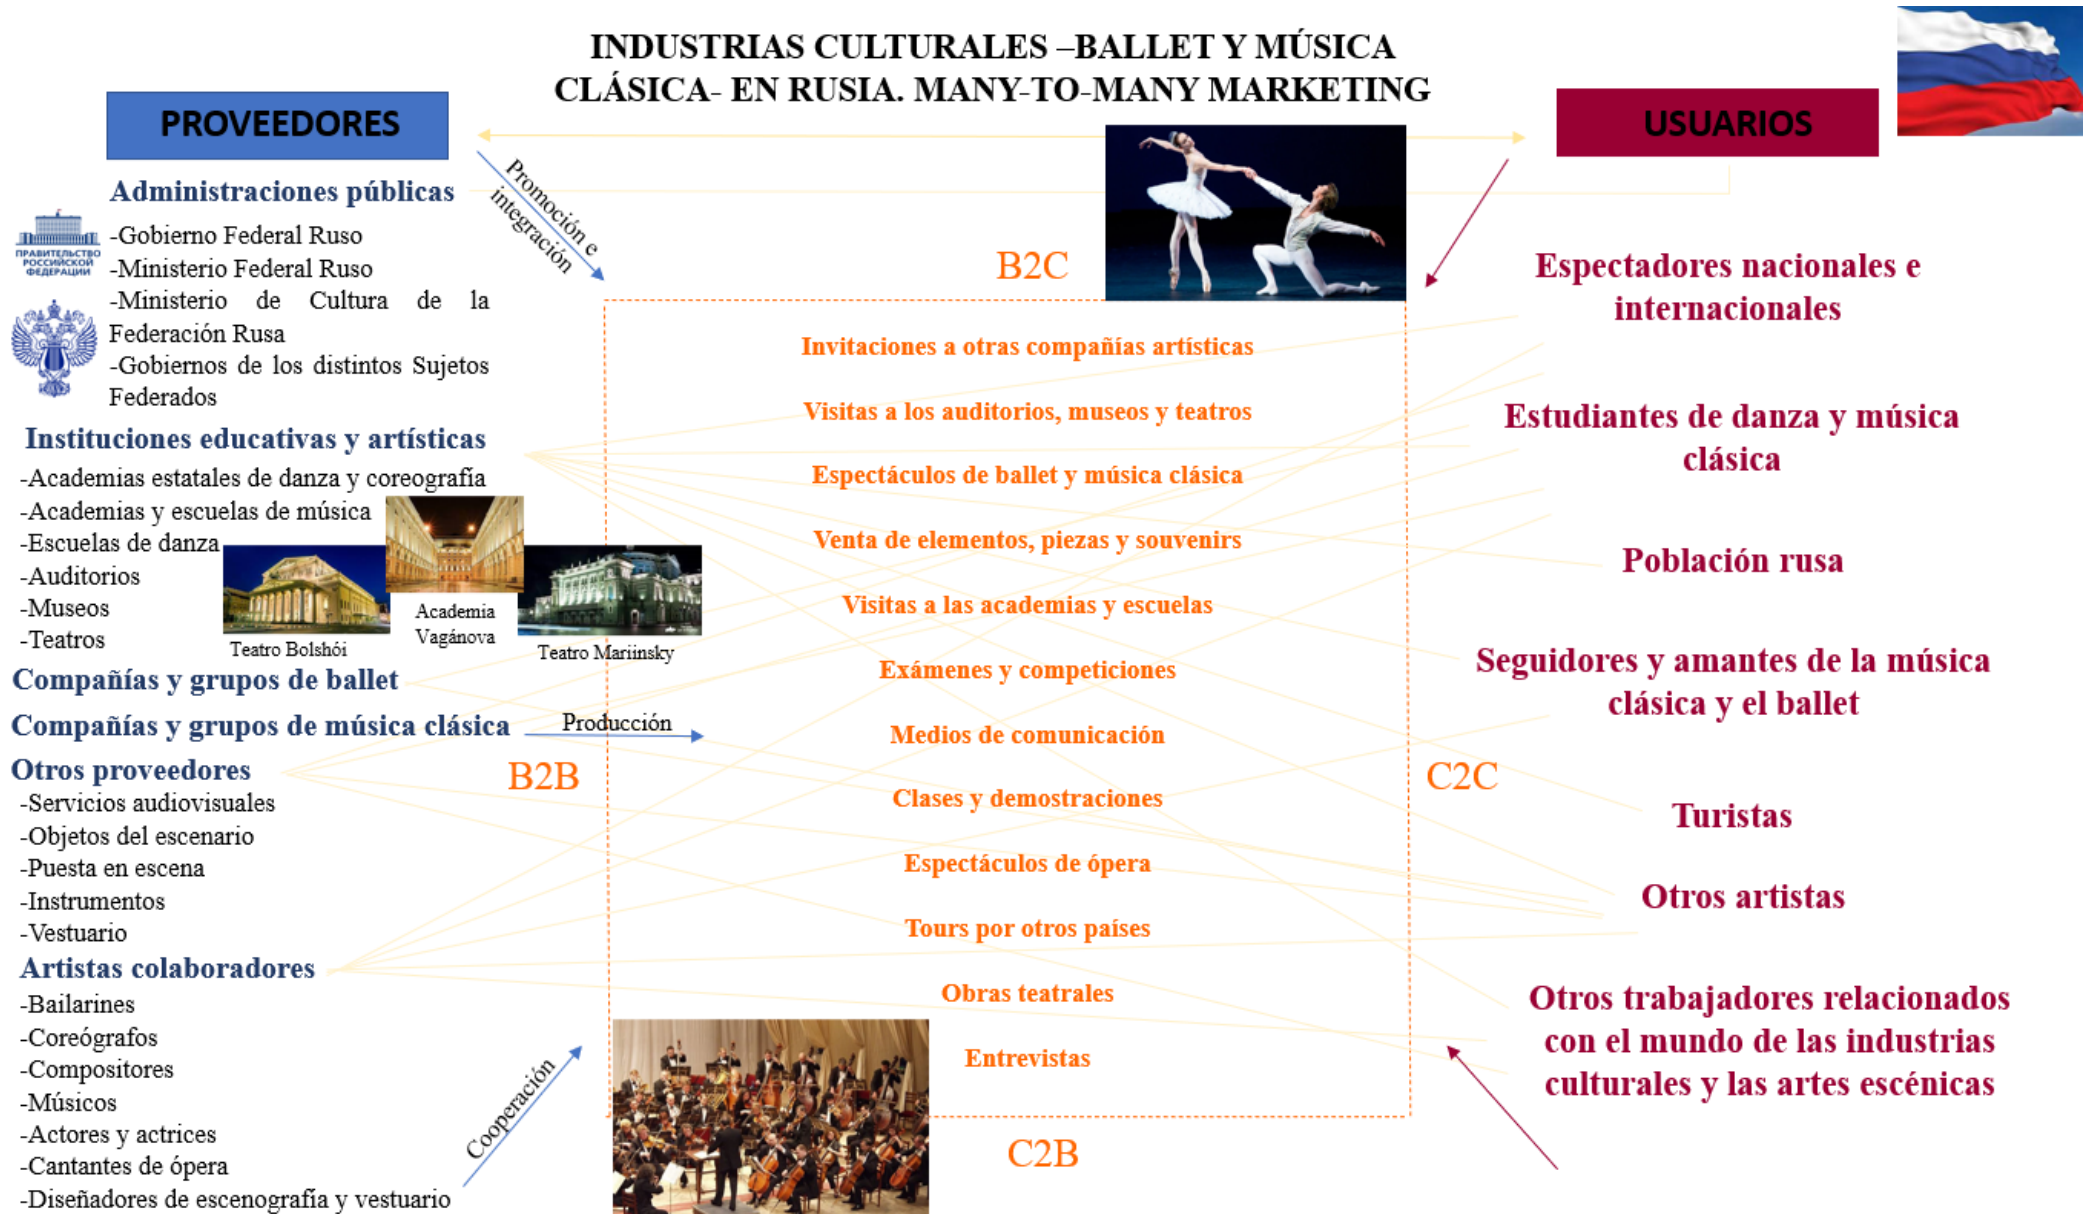 INDUSTRIAS CULTURALES –BALLET Y MÚSICA
CLÁSICA- EN RUSIA. MANY-TO-MANY MARKETING
PROVEEDORES
Administraciones públicas
ПРАВИТЕЛЬСТВО
РОССИЙСКОЙ
ФЕДЕРАЦИИ
-Gobierno Federal Ruso
-Ministerio Federal Ruso
-Ministerio de Cultura de la
Federación Rusa
-Gobiernos de los distintos Sujetos
Federados
Instituciones educativas y artísticas
-Academias estatales de danza y coreografía
-Academias y escuelas de música
-Escuelas de danza
-Auditorios
-Museos
-Teatros
Teatro Bolshói
Academia
Vagánova
Teatro Mariinsky
Compañías y grupos de ballet
Compañías y grupos de música clásica
Otros proveedores
-Servicios audiovisuales
-Objetos del escenario
-Puesta en escena
-Instrumentos
-Vestuario
Artistas colaboradores
-Bailarines
-Coreógrafos
-Compositores
-Músicos
-Actores y actrices
-Cantantes de ópera
-Diseñadores de escenografía y vestuario
Promoción e
integración
Producción
Cooperación
B2C
B2B
C2C
C2B
Invitaciones a otras compañías artísticas
Visitas a los auditorios, museos y teatros
Espectáculos de ballet y música clásica
Venta de elementos, piezas y souvenirs
Visitas a las academias y escuelas
Exámenes y competiciones
Medios de comunicación
Clases y demostraciones
Espectáculos de ópera
Tours por otros países
Obras teatrales
Entrevistas
USUARIOS
Espectadores nacionales e
internacionales
Estudiantes de danza y música
clásica
Población rusa
Seguidores y amantes de la música
clásica y el ballet
Turistas
Otros artistas
Otros trabajadores relacionados
con el mundo de las industrias
culturales y las artes escénicas